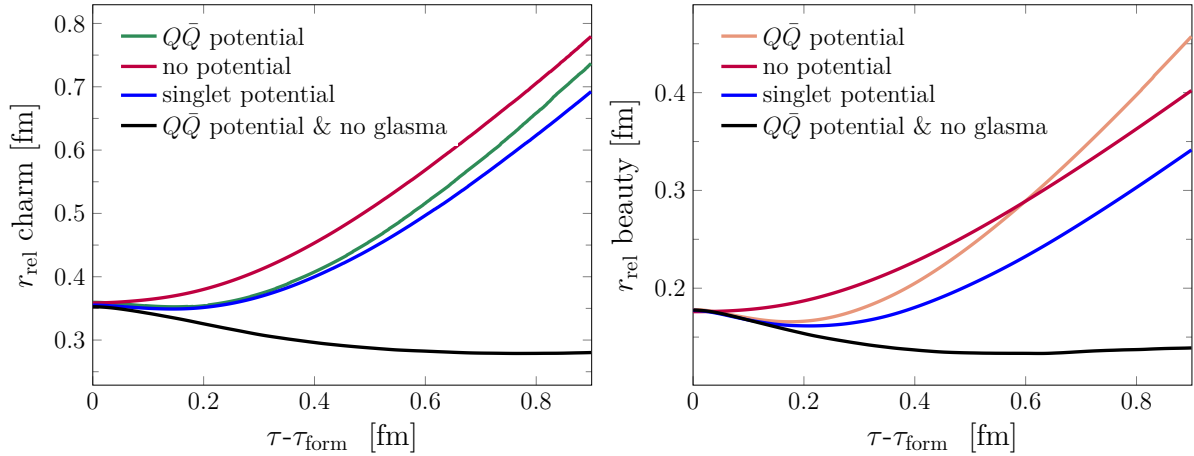 r_rel charm [fm]
0.8
0.7
0.6
0.5
0.4
0.3
QQ̄ potential
no potential
singlet potential
QQ̄ potential & no glasma
0 0.2 0.4 0.6 0.8
τ-τ_form [fm]
r_rel beauty [fm]
0.4
0.3
0.2
QQ̄ potential
no potential
singlet potential
QQ̄ potential & no glasma
0 0.2 0.4 0.6 0.8
τ-τ_form [fm]